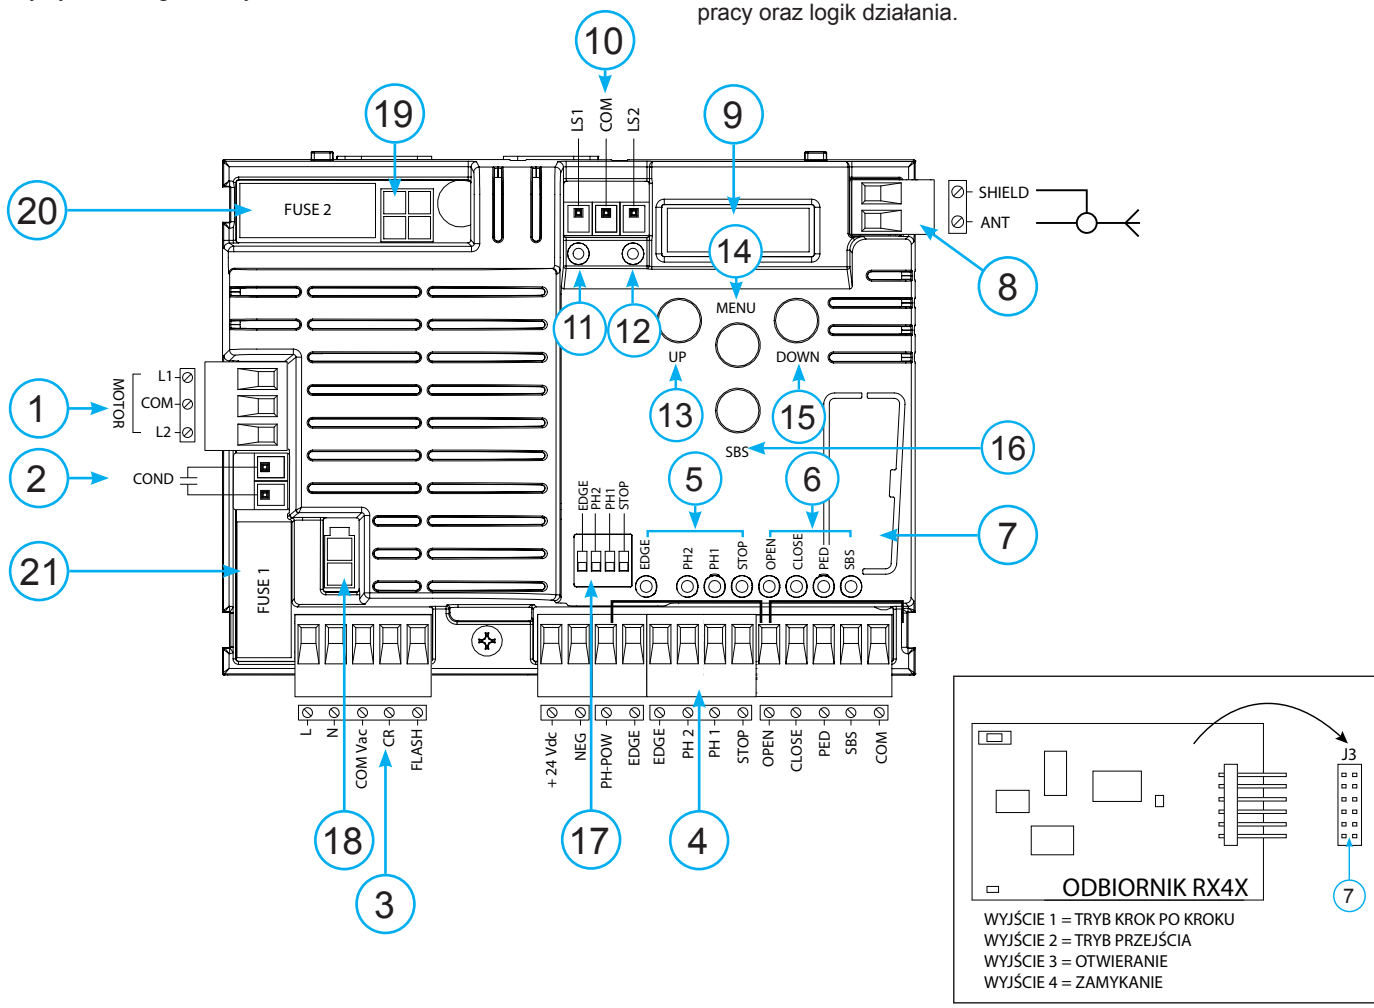 pracy oraz logik działania.
10
19
9
LS1
COM
LS2
20
FUSE 2
SHIELD
ANT
14
8
11
12
MENU
UP
DOWN
1
MOTOR
L1
COM
L2
13
15
SBS
16
2
COND
5
6
7
EDGE
PH2
PH1
STOP
EDGE
PH2
PH1
STOP
OPEN
CLOSE
PED
SBS
21
FUSE 1
L
N
COM Vac
CR
FLASH
+ 24 Vdc
NEG
PH-POW
EDGE
EDGE
PH 2
PH 1
STOP
OPEN
CLOSE
PED
SBS
COM
18
17
4
3
J3
7
ODBIORNIK RX4X
WYJŚCIE 1 = TRYB KROK PO KROKU
WYJŚCIE 2 = TRYB PRZEJŚCIA
WYJŚCIE 3 = OTWIERANIE
WYJŚCIE 4 = ZAMYKANIE